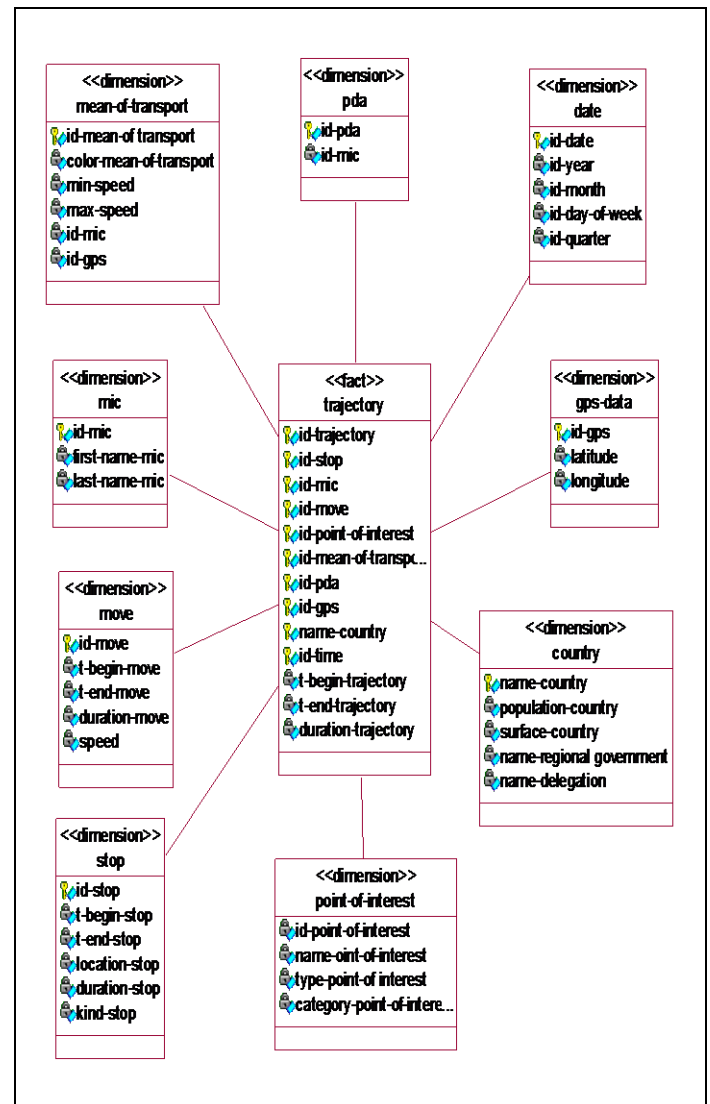 <<dimension>>
mean-of-transport
id-mean-of transport
color-mean-of-transport
min-speed
max-speed
id-mic
id-gps
<<dimension>>
pda
id-pda
id-mic
<<dimension>>
date
id-date
id-year
id-month
id-day-of-week
id-quarter
<<dimension>>
mic
id-mic
first-name-mic
last-name-mic
<<fact>>
trajectory
id-trajectory
id-stop
id-mic
id-move
id-point-of-interest
id-mean-of-transpo...
id-pda
id-gps
name-country
id-time
t-begin-trajectory
t-end-trajectory
duration-trajectory
<<dimension>>
gps-data
id-gps
latitude
longitude
<<dimension>>
move
id-move
t-begin-move
t-end-move
duration-move
speed
<<dimension>>
country
name-country
population-country
surface-country
name-regional government
name-delegation
<<dimension>>
stop
id-stop
t-begin-stop
t-end-stop
location-stop
duration-stop
kind-stop
<<dimension>>
point-of-interest
id-point-of-interest
name-oint-of-interest
type-point-of interest
category-point-of-intere...